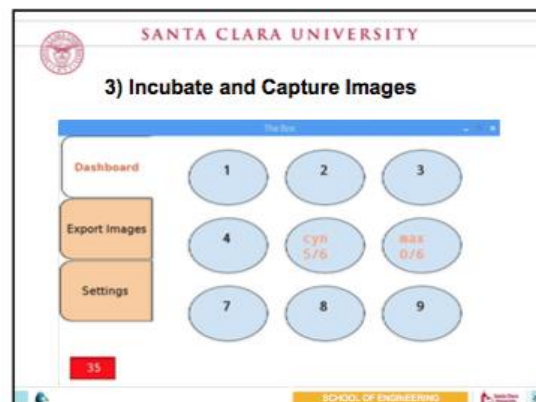 SANTA CLARA UNIVERSITY
3) Incubate and Capture Images
The Box
Dashboard
1
2
3
Export Images
4
cyn
5/6
max
0/6
Settings
7
8
9
35
SCHOOL OF ENGINEERING